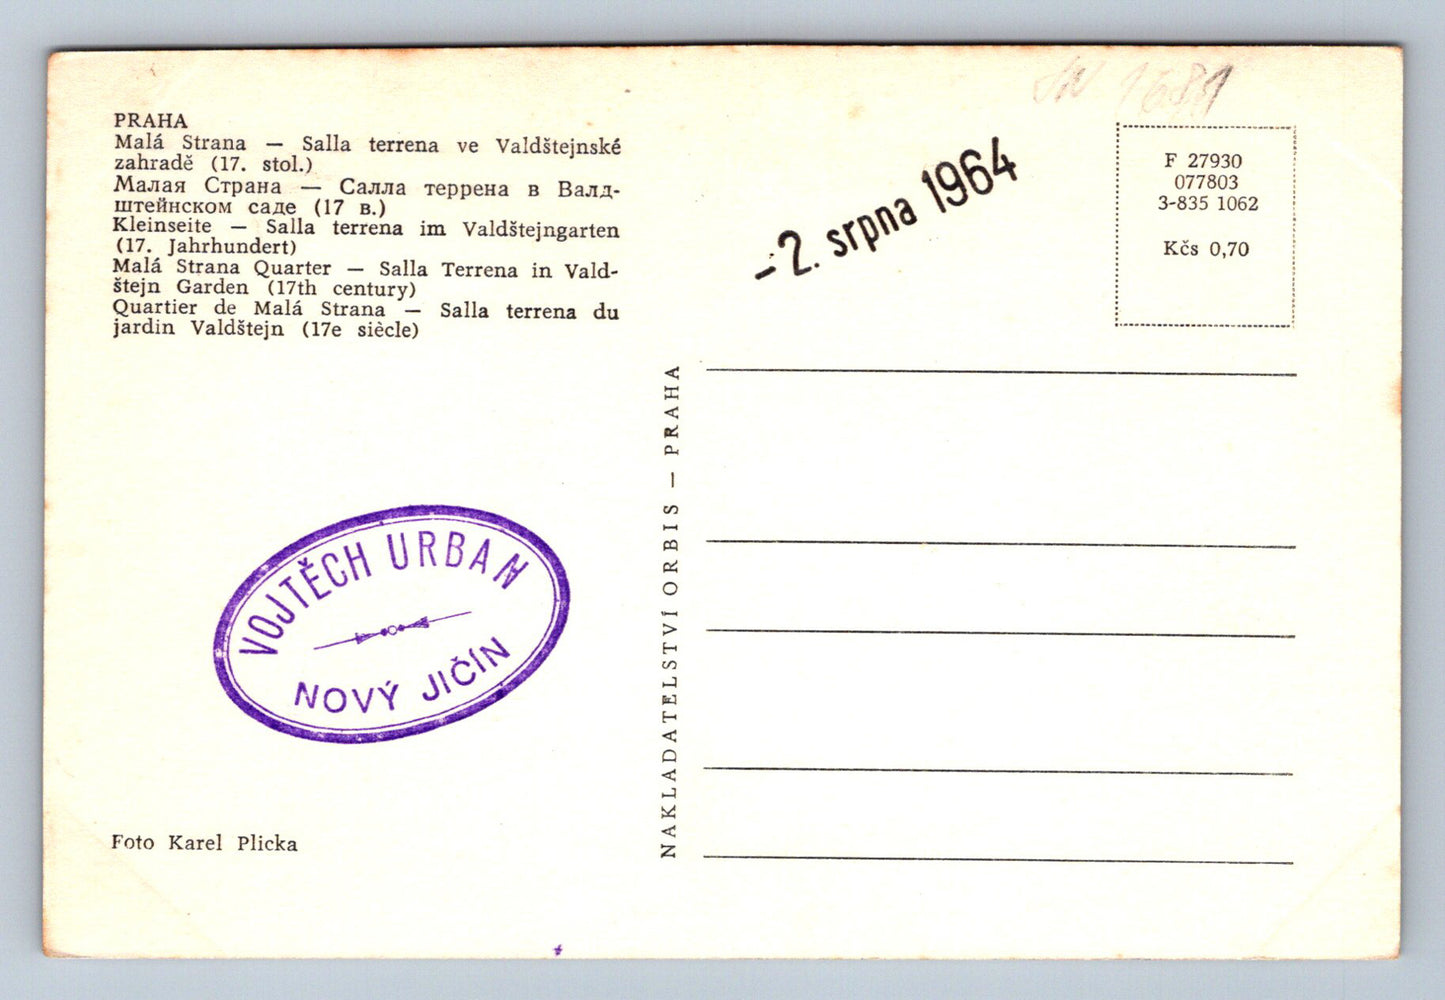 PRAHA
Malá Strana — Salla terrena ve Valdštejnské
zahradě (17. stol.)
Малая Страна — Салла террена в Валд-
штейнском саде (17 в.)
Kleinseite — Salla terrena im Valdštejngarten
(17. Jahrhundert)
Malá Strana Quarter — Salla Terrena in Vald-
štejn Garden (17th century)
Quartier de Malá Strana — Salla terrena du
jardin Valdštejn (17e siècle)
VOJTĚCH URBAN
NOVÝ JIČÍN
Foto Karel Plicka
NAKLADATELSTVÍ ORBIS — PRAHA
-2. srpna 1964
1681
F 27930
077803
3-835 1062
Kčs 0,70